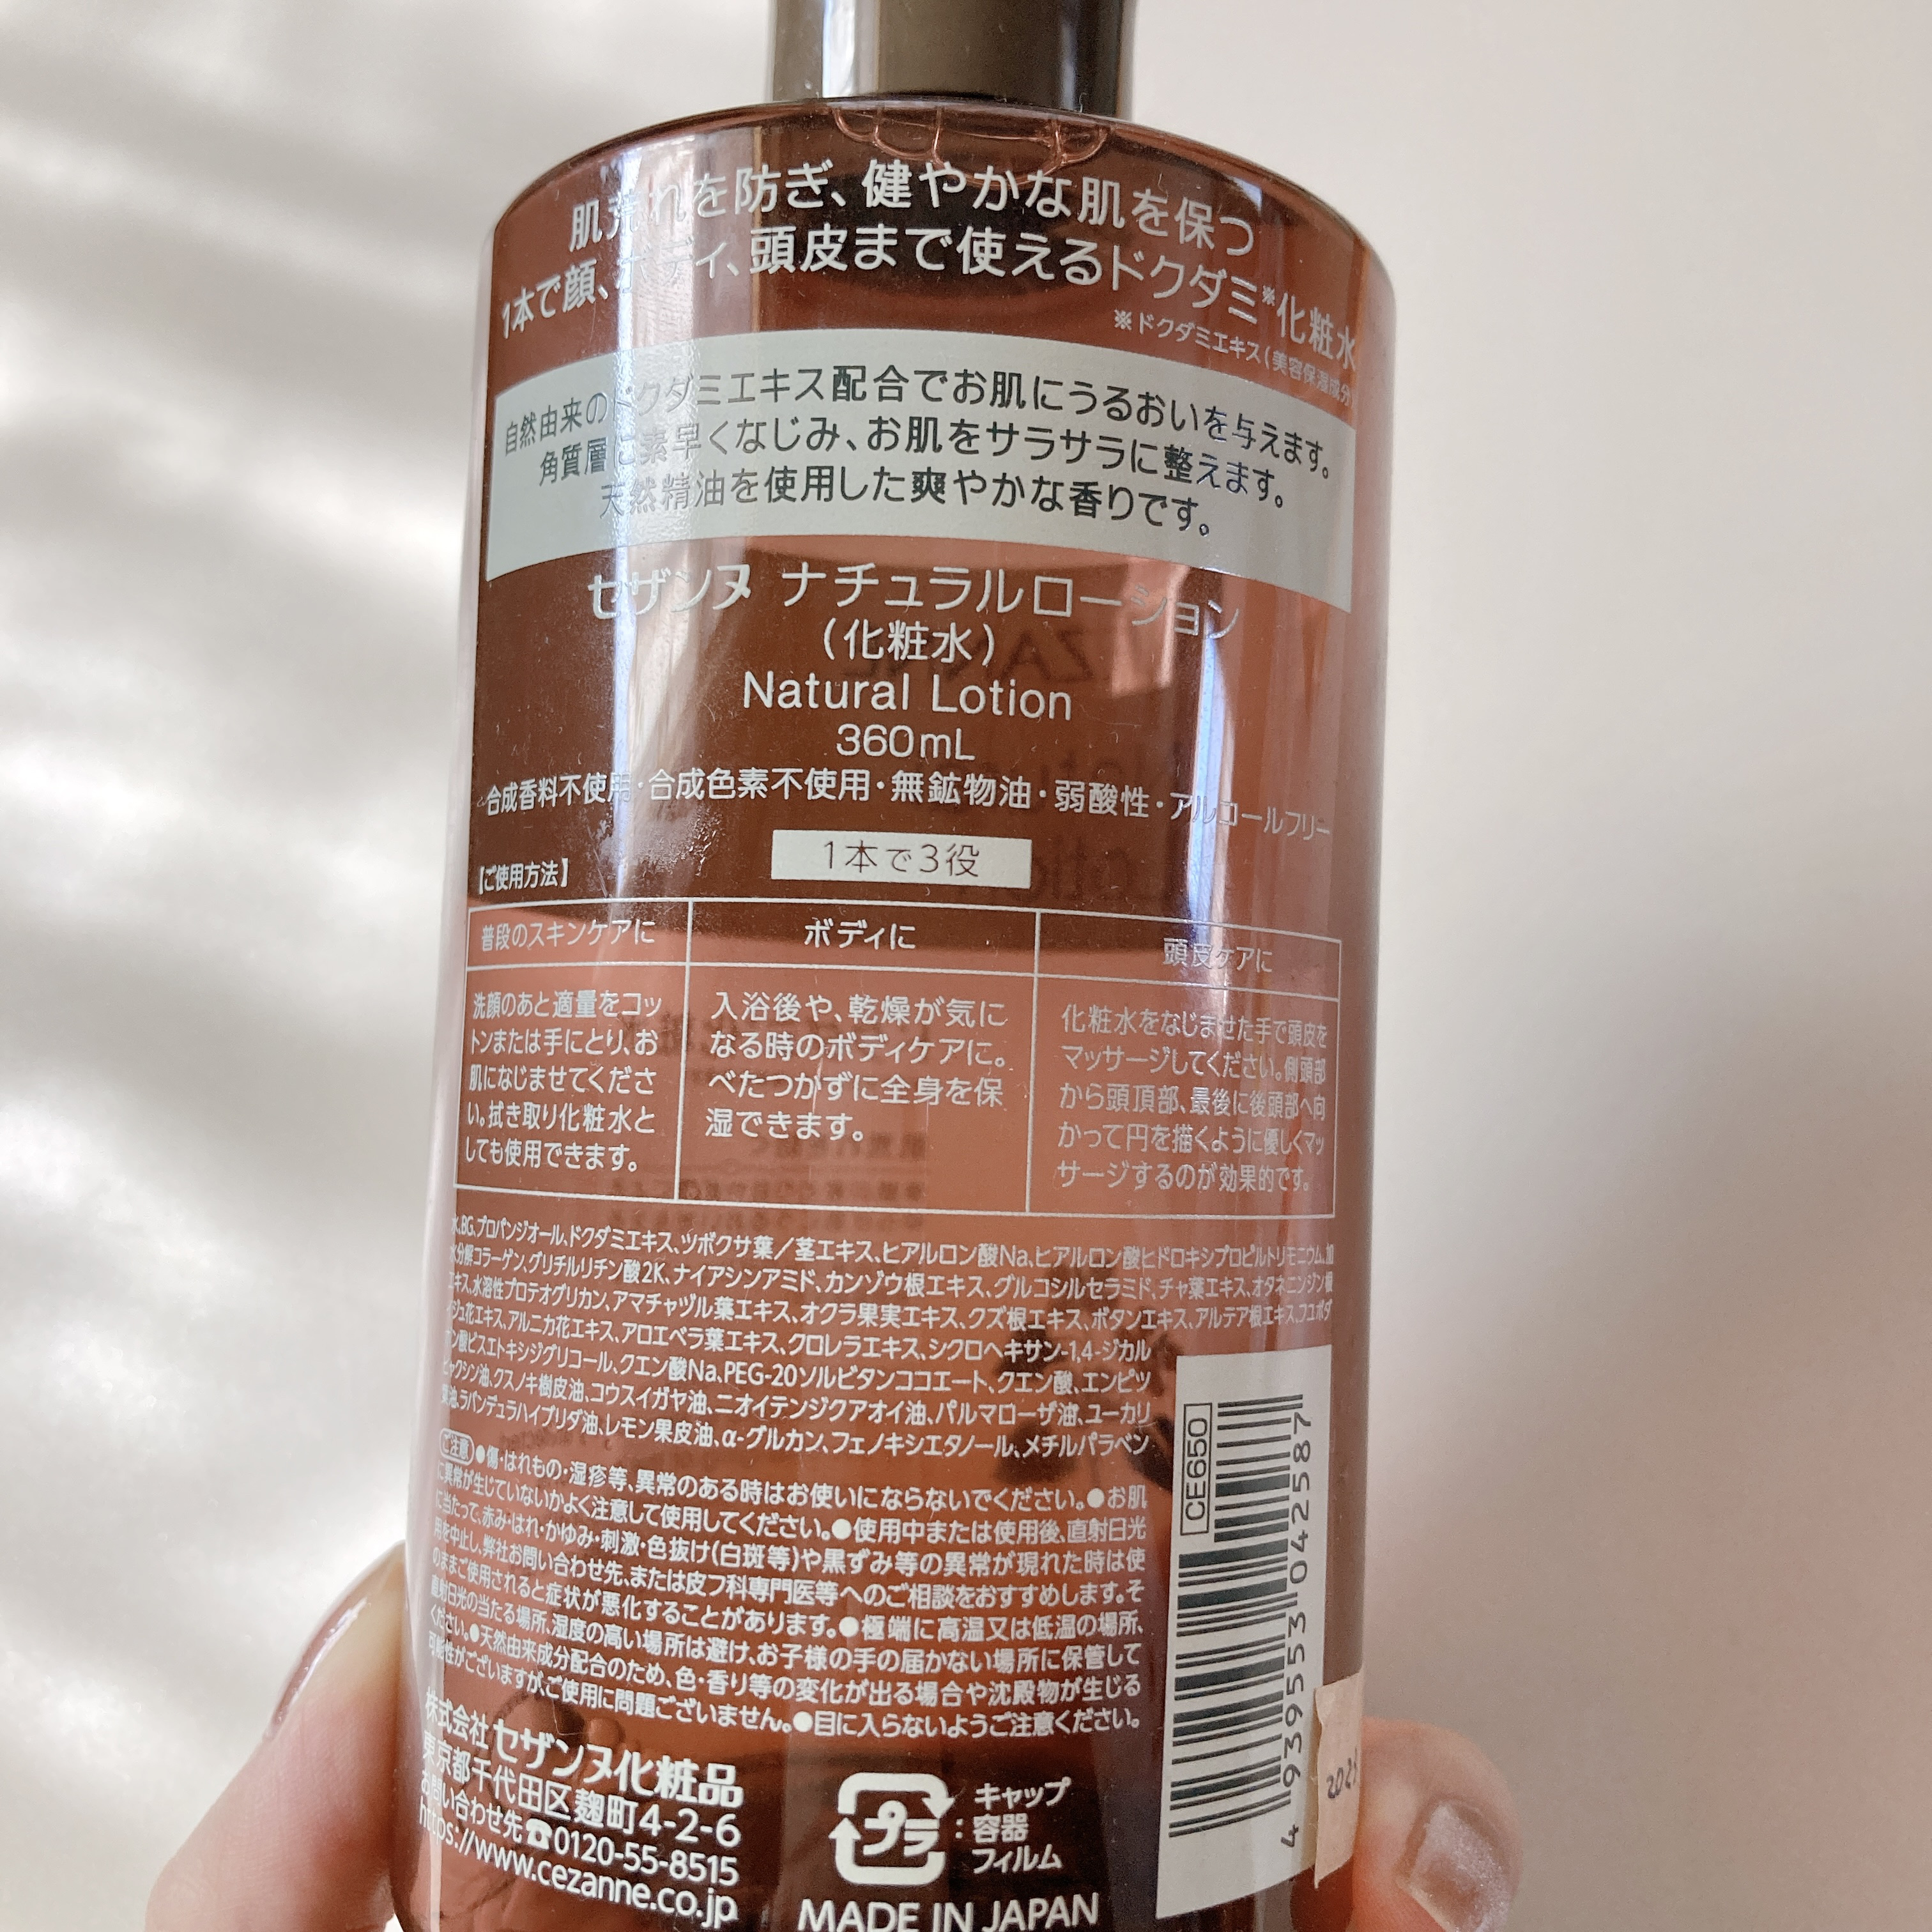 肌荒れを防ぎ、健やかな肌を保つ
1本で顔、ボディ、頭皮まで使えるドクダミ※化粧水
※ドクダミエキス(美容保湿成分)
自然由来のドクダミエキス配合でお肌にうるおいを与えます。
角質層に素早くなじみ、お肌をサラサラに整えます。
天然精油を使用した爽やかな香りです。
セザンヌ ナチュラルローション
(化粧水)
Natural Lotion
360mL
合成香料不使用・合成色素不使用・無鉱物油・弱酸性・アルコールフリー
1本で3役
【ご使用方法】
普段のスキンケアに
洗顔のあと適量をコッ
トンまたは手にとり、お
肌になじませてくださ
い。拭き取り化粧水と
しても使用できます。
ボディに
入浴後や、乾燥が気に
なる時のボディケアに。
べたつかずに全身を保
湿できます。
頭皮ケアに
化粧水をなじませた手で頭皮を
マッサージしてください。側頭部
から頭頂部、最後に後頭部へ向
かって円を描くように優しくマッ
サージするのが効果的です。
水、BG、プロパンジオール、ドクダミエキス、ツボクサ葉/茎エキス、ヒアルロン酸Na、ヒアルロン酸ヒドロキシプロピルトリモニウム、加
水分解コラーゲン、グリチルリチン酸2K、ナイアシンアミド、カンゾウ根エキス、グルコシルセラミド、チャ葉エキス、オタネニンジン根
エキス、水溶性プロテオグリカン、アマチャヅル葉エキス、オクラ果実エキス、クズ根エキス、ボタンエキス、アルテア根エキス、フユボダ
イジュ花エキス、アルニカ花エキス、アロエベラ葉エキス、クロレラエキス、シクロヘキサン-1,4-ジカル
ボン酸ビスエトキシジグリコール、クエン酸Na、PEG-20ソルビタンココエート、クエン酸、エンピツ
ビャクシン油、クスノキ樹皮油、コウスイガヤ油、ニオイテンジクアオイ油、パルマローザ油、ユーカリ
葉油、ラバンデュラハイブリダ油、レモン果皮油、α-グルカン、フェノキシエタノール、メチルパラベン
ご注意 ●傷・はれもの・湿疹等、異常のある時はお使いにならないでください。●お肌
に異常が生じていないかよく注意して使用してください。●使用中または使用後、直射日光
に当たって、赤み・はれ・かゆみ・刺激・色抜け(白斑等)や黒ずみ等の異常が現れた時は使
用を中止し、弊社お問い合わせ先、または皮フ科専門医等へのご相談をおすすめします。そ
のままご使用されると症状が悪化することがあります。●極端に高温又は低温の場所、
直射日光の当たる場所、湿度の高い場所は避け、お子様の手の届かない場所に保管して
ください。●天然由来成分配合のため、色・香り等の変化が出る場合や沈殿物が生じる
可能性がございますが、ご使用に問題ございません。●目に入らないようご注意ください。
株式会社 セザンヌ化粧品
東京都千代田区麹町4-2-6
お問い合わせ先☎0120-55-8515
https://www.cezanne.co.jp
プラ
:キャップ
容器
フィルム
MADE IN JAPAN
CE650
4939553042587